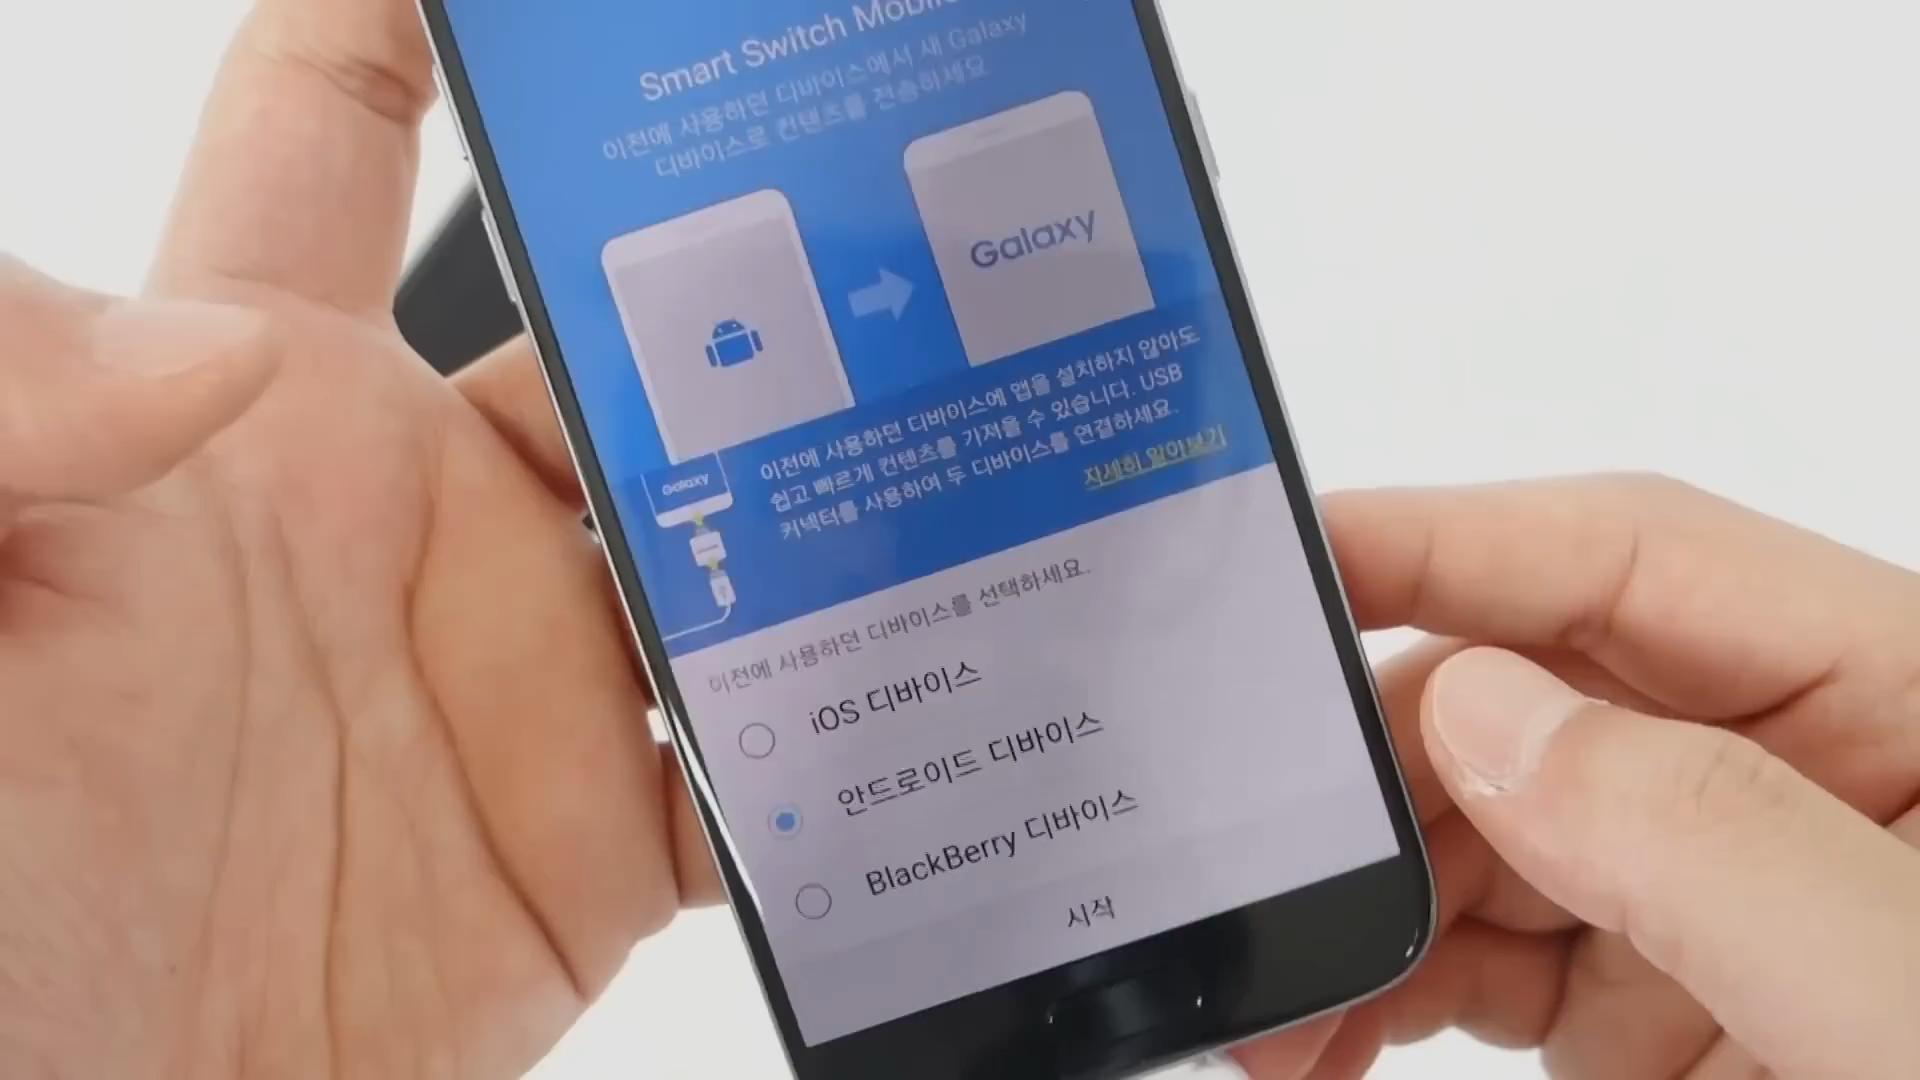 Smart Switch Mobile
이전에 사용하던 디바이스에서 새 Galaxy
디바이스로 컨텐츠를 전송하세요
Galaxy
이전에 사용하던 디바이스에 앱을 설치하지 않아도
쉽고 빠르게 컨텐츠를 가져올 수 있습니다. USB
커넥터를 사용하여 두 디바이스를 연결하세요.
자세히 알아보기
Galaxy
이전에 사용하던 디바이스를 선택하세요.
iOS 디바이스
안드로이드 디바이스
BlackBerry 디바이스
시작